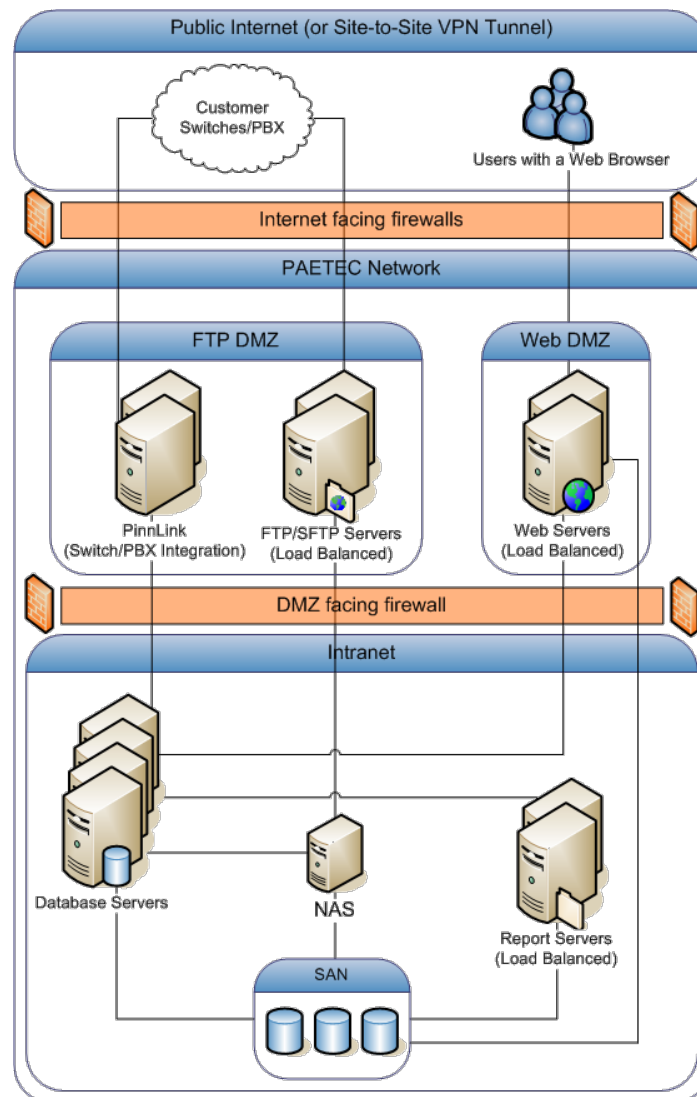 Public Internet (or Site-to-Site VPN Tunnel)
Customer
Switches/PBX
Users with a Web Browser
Internet facing firewalls
PAETEC Network
FTP DMZ
Web DMZ
PinnLink
(Switch/PBX Integration)
FTP/SFTP Servers
(Load Balanced)
Web Servers
(Load Balanced)
DMZ facing firewall
Intranet
Database Servers
NAS
Report Servers
(Load Balanced)
SAN